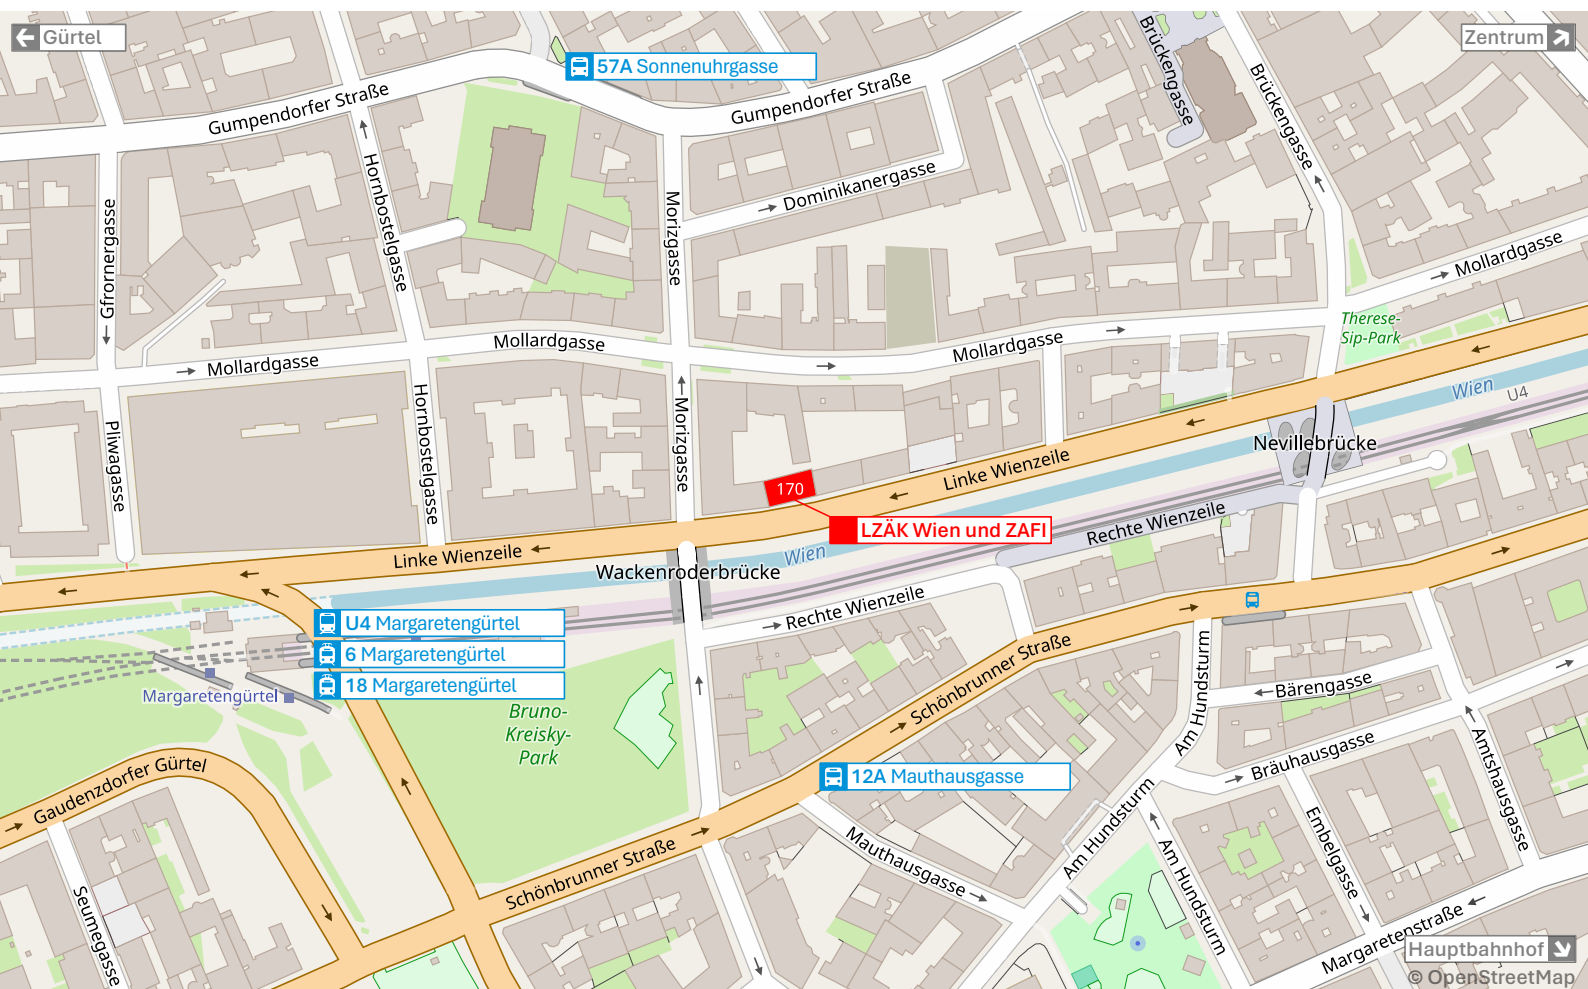 Gürtel
Zentrum
57A Sonnenuhrgasse
Gumpendorfer Straße
Gumpendorfer Straße
Brückengasse
Brückengasse
Hornbostelgasse
Gfrornergasse
Morizgasse
Dominikanergasse
Mollardgasse
Mollardgasse
Mollardgasse
Mollardgasse
Therese-
Sip-Park
Wien
U4
Pliwagasse
Hornbostelgasse
Morizgasse
Nevillebrücke
Linke Wienzeile
170
LZÄK Wien und ZAFI
Rechte Wienzeile
Linke Wienzeile
Wien
Wackenroderbrücke
Rechte Wienzeile
U4 Margaretengürtel
6 Margaretengürtel
18 Margaretengürtel
Margaretengürtel
Bruno-
Kreisky-
Park
Schönbrunner Straße
Am Hundsturm
Bärengasse
Bräuhausgasse
Amtshausgasse
Gaudenzdorfer Gürtel
12A Mauthausgasse
Am Hundsturm
Mauthausgasse
Am Hundsturm
Embelgasse
Schönbrunner Straße
Seumegasse
Margaretenstraße
Hauptbahnhof
© OpenStreetMap